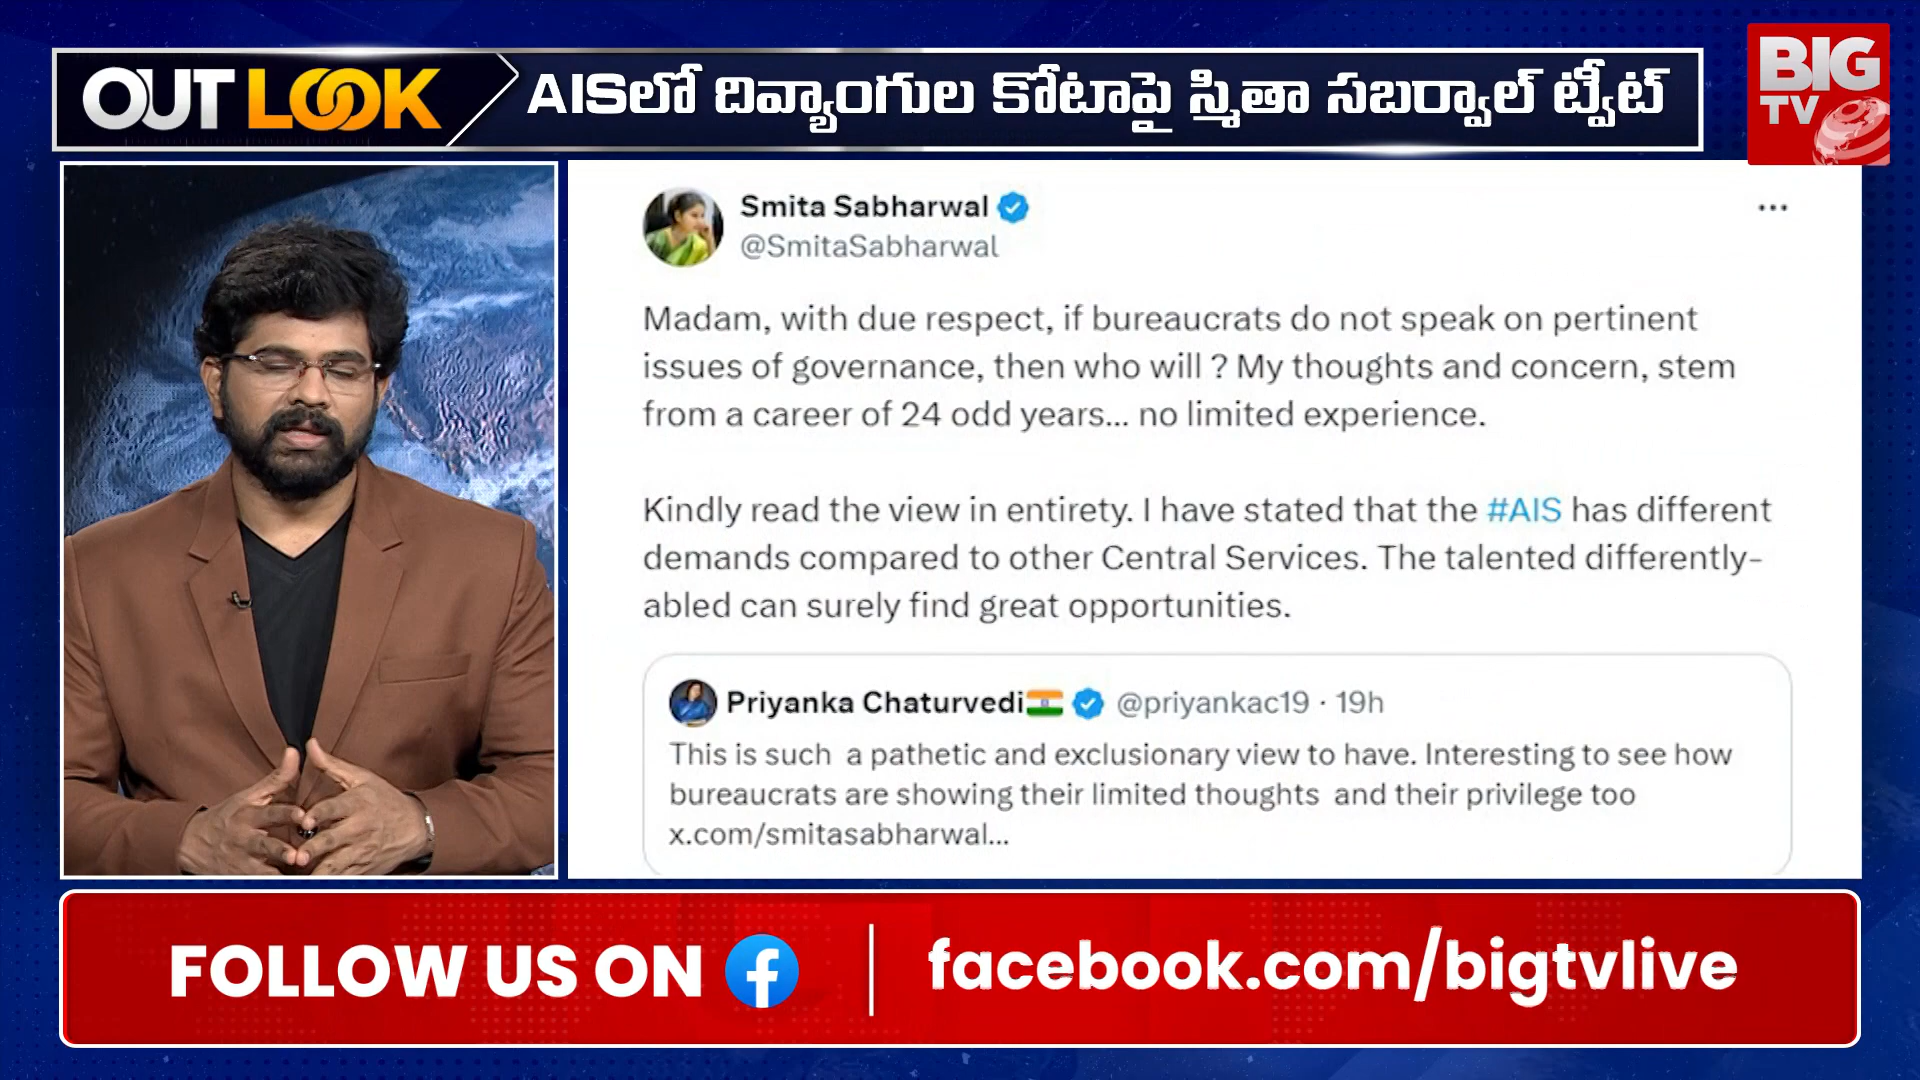 OUT LOOK
AISలో దివ్యాంగుల కోటాపై స్మితా సబర్వాల్ ట్వీట్
BIG
TV
Smita Sabharwal
@SmitaSabharwal
Madam, with due respect, if bureaucrats do not speak on pertinent
issues of governance, then who will ? My thoughts and concern, stem
from a career of 24 odd years... no limited experience.
Kindly read the view in entirety. I have stated that the #AIS has different
demands compared to other Central Services. The talented differently-
abled can surely find great opportunities.
Priyanka Chaturvedi🇮🇳 @priyankac19 · 19h
This is such a pathetic and exclusionary view to have. Interesting to see how
bureaucrats are showing their limited thoughts and their privilege too
x.com/smitasabharwal...
FOLLOW US ON
facebook.com/bigtvlive